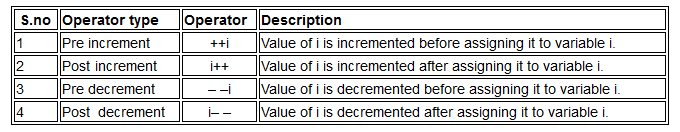 S.no Operator type Operator Description
1 Pre increment ++i Value of i is incremented before assigning it to variable i.
2 Post increment i++ Value of i is incremented after assigning it to variable i.
3 Pre decrement – –i Value of i is decremented before assigning it to variable i.
4 Post decrement i– – Value of i is decremented after assigning it to variable i.